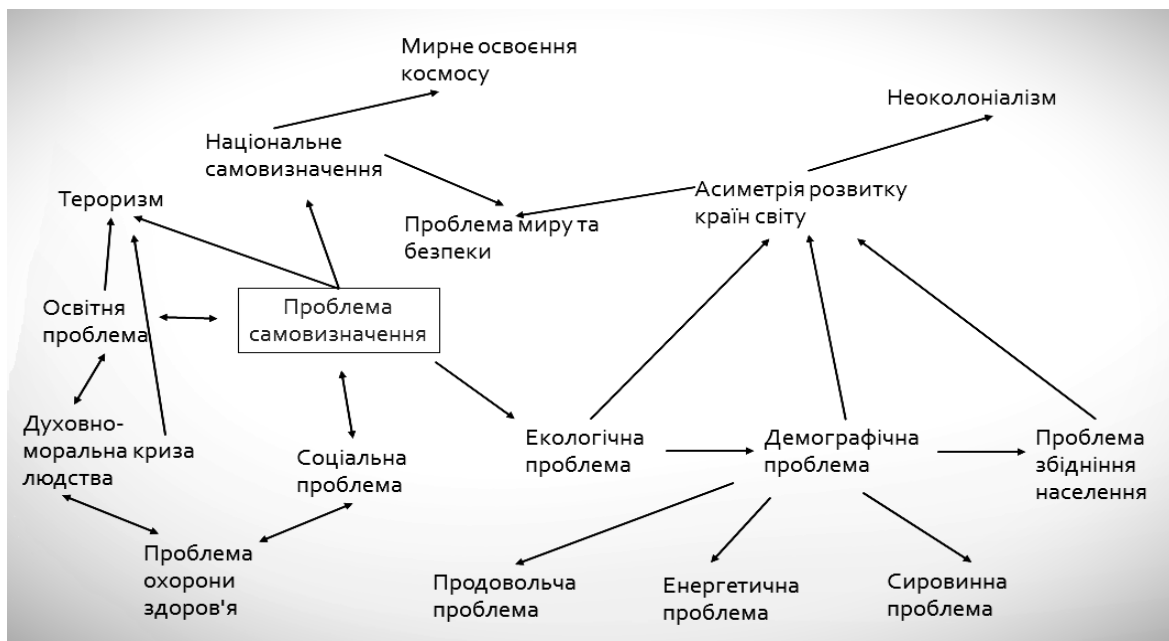 Мирне освоєння
космосу
Неоколоніалізм
Національне
самовизначення
Тероризм
Асиметрія розвитку
країн світу
Проблема миру та
безпеки
Освітня
проблема
Проблема
самовизначення
Духовно-
моральна криза
людства
Соціальна
проблема
Екологічна
проблема
Демографічна
проблема
Проблема
збідніння
населення
Проблема
охорони
здоров'я
Продовольча
проблема
Енергетична
проблема
Сировинна
проблема